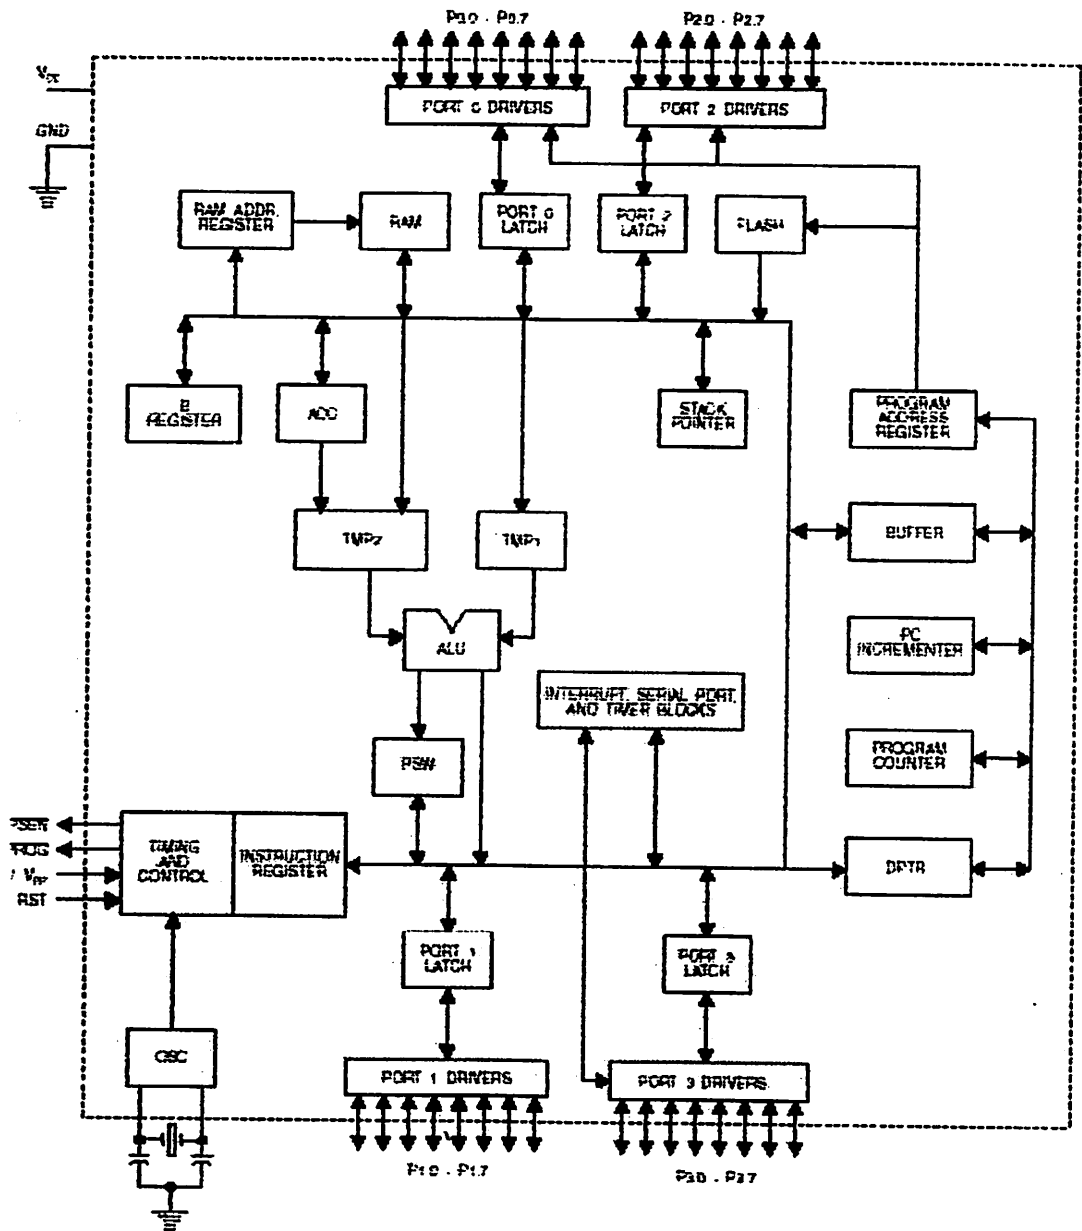 P0.0 - P0.7
P2.0 - P2.7
VCC
GND
PORT 0 DRIVERS
PORT 2 DRIVERS
RAM ADDR.
REGISTER
RAM
PORT 0
LATCH
PORT 2
LATCH
FLASH
B
REGISTER
ACC
STACK
POINTER
PROGRAM
ADDRESS
REGISTER
TMP2
TMP1
BUFFER
ALU
PC
INCREMENTER
INTERRUPT, SERIAL PORT,
AND TIMER BLOCKS
PSW
PROGRAM
COUNTER
PSEN
PROG
/ VPP
RST
TIMING
AND
CONTROL
INSTRUCTION
REGISTER
DPTR
PORT 1
LATCH
PORT 3
LATCH
OSC
PORT 1 DRIVERS
PORT 3 DRIVERS
P1.0 - P1.7
P3.0 - P3.7